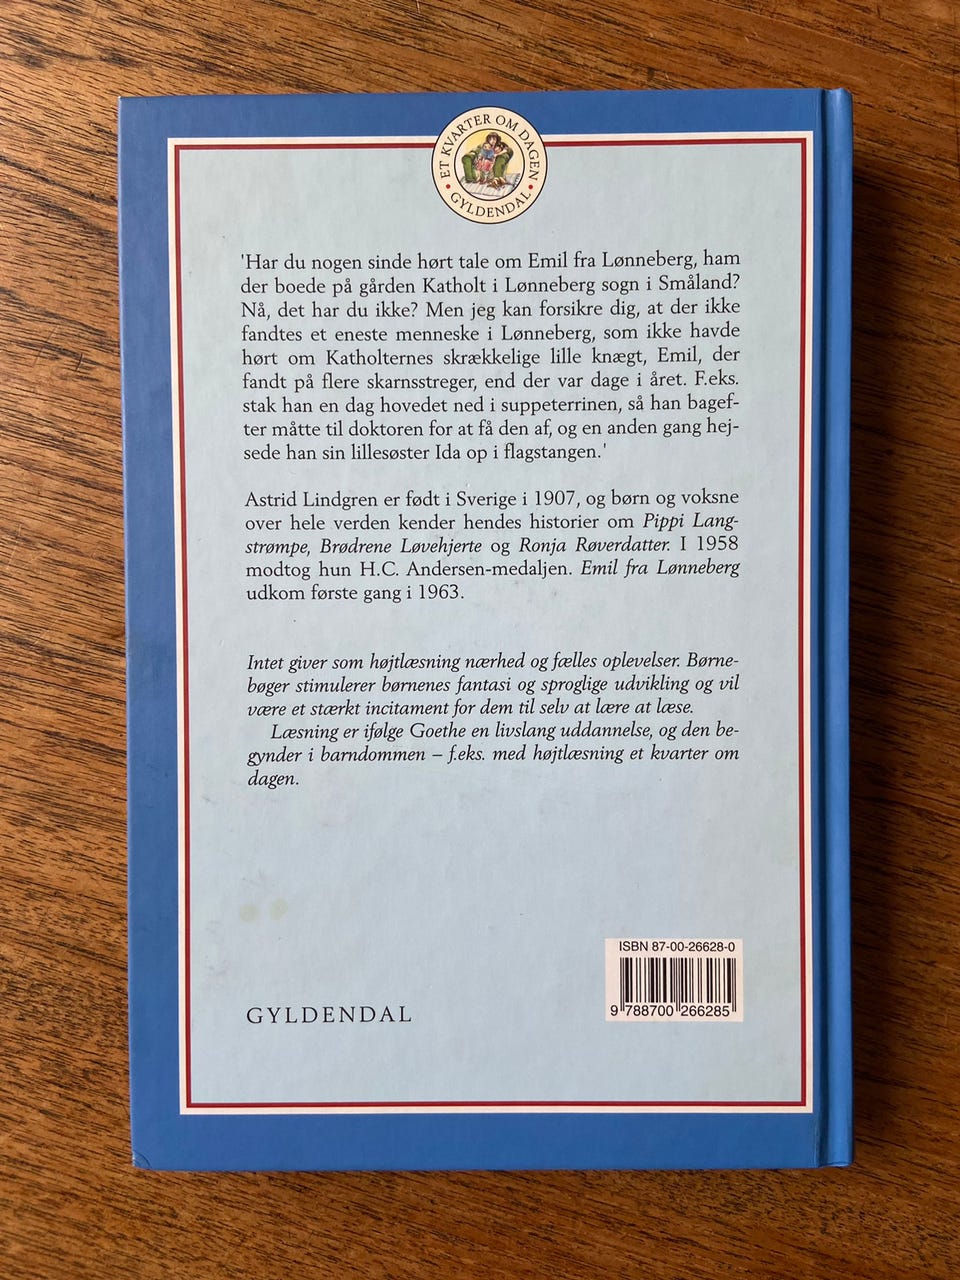 ET KVARTER OM DAGEN
• GYLDENDAL •
'Har du nogen sinde hørt tale om Emil fra Lønneberg, ham
der boede på gården Katholt i Lønneberg sogn i Småland?
Nå, det har du ikke? Men jeg kan forsikre dig, at der ikke
fandtes et eneste menneske i Lønneberg, som ikke havde
hørt om Katholternes skrækkelige lille knægt, Emil, der
fandt på flere skarnsstreger, end der var dage i året. F.eks.
stak han en dag hovedet ned i suppeterrinen, så han bagef-
ter måtte til doktoren for at få den af, og en anden gang hej-
sede han sin lillesøster Ida op i flagstangen.'
Astrid Lindgren er født i Sverige i 1907, og børn og voksne
over hele verden kender hendes historier om Pippi Lang-
strømpe, Brødrene Løvehjerte og Ronja Røverdatter. I 1958
modtog hun H.C. Andersen-medaljen. Emil fra Lønneberg
udkom første gang i 1963.
Intet giver som højtlæsning nærhed og fælles oplevelser. Børne-
bøger stimulerer børnenes fantasi og sproglige udvikling og vil
være et stærkt incitament for dem til selv at lære at læse.
Læsning er ifølge Goethe en livslang uddannelse, og den be-
gynder i barndommen – f.eks. med højtlæsning et kvarter om
dagen.
ISBN 87-00-26628-0
9 788700 266285
GYLDENDAL